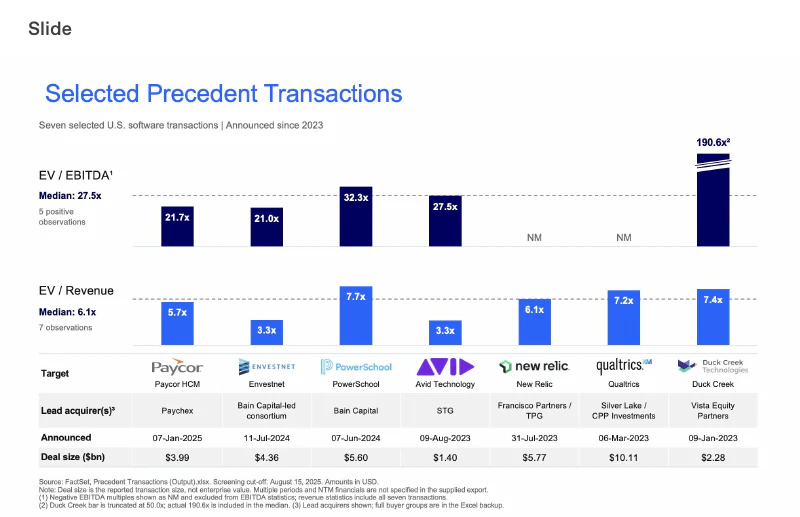 Slide
Selected Precedent Transactions
Seven selected U.S. software transactions | Announced since 2023
190.6x²
EV / EBITDA¹
Median: 27.5x
5 positive
observations
21.7x
21.0x
32.3x
27.5x
NM
NM
EV / Revenue
Median: 6.1x
7 observations
5.7x
3.3x
7.7x
3.3x
6.1x
7.2x
7.4x
Target
Paycor
ENVESTNET
PowerSchool
AVID
new relic
qualtrics.XM
Duck Creek
Technologies
Paycor HCM
Envestnet
PowerSchool
Avid Technology
New Relic
Qualtrics
Duck Creek
Lead acquirer(s)³
Paychex
Bain Capital-led
consortium
Bain Capital
STG
Francisco Partners /
TPG
Silver Lake /
CPP Investments
Vista Equity
Partners
Announced 07-Jan-2025 11-Jul-2024 07-Jun-2024 09-Aug-2023 31-Jul-2023 06-Mar-2023 09-Jan-2023
Deal size ($bn) $3.99 $4.36 $5.60 $1.40 $5.77 $10.11 $2.28
Source: FactSet, Precedent Transactions (Output).xlsx. Screening cut-off: August 15, 2025. Amounts in USD.
Note: Deal size is the reported transaction size, not enterprise value. Multiple periods and NTM financials are not specified in the supplied export.
(1) Negative EBITDA multiples shown as NM and excluded from EBITDA statistics; revenue statistics include all seven transactions.
(2) Duck Creek bar is truncated at 50.0x; actual 190.6x is included in the median. (3) Lead acquirers shown; full buyer groups are in the Excel backup.